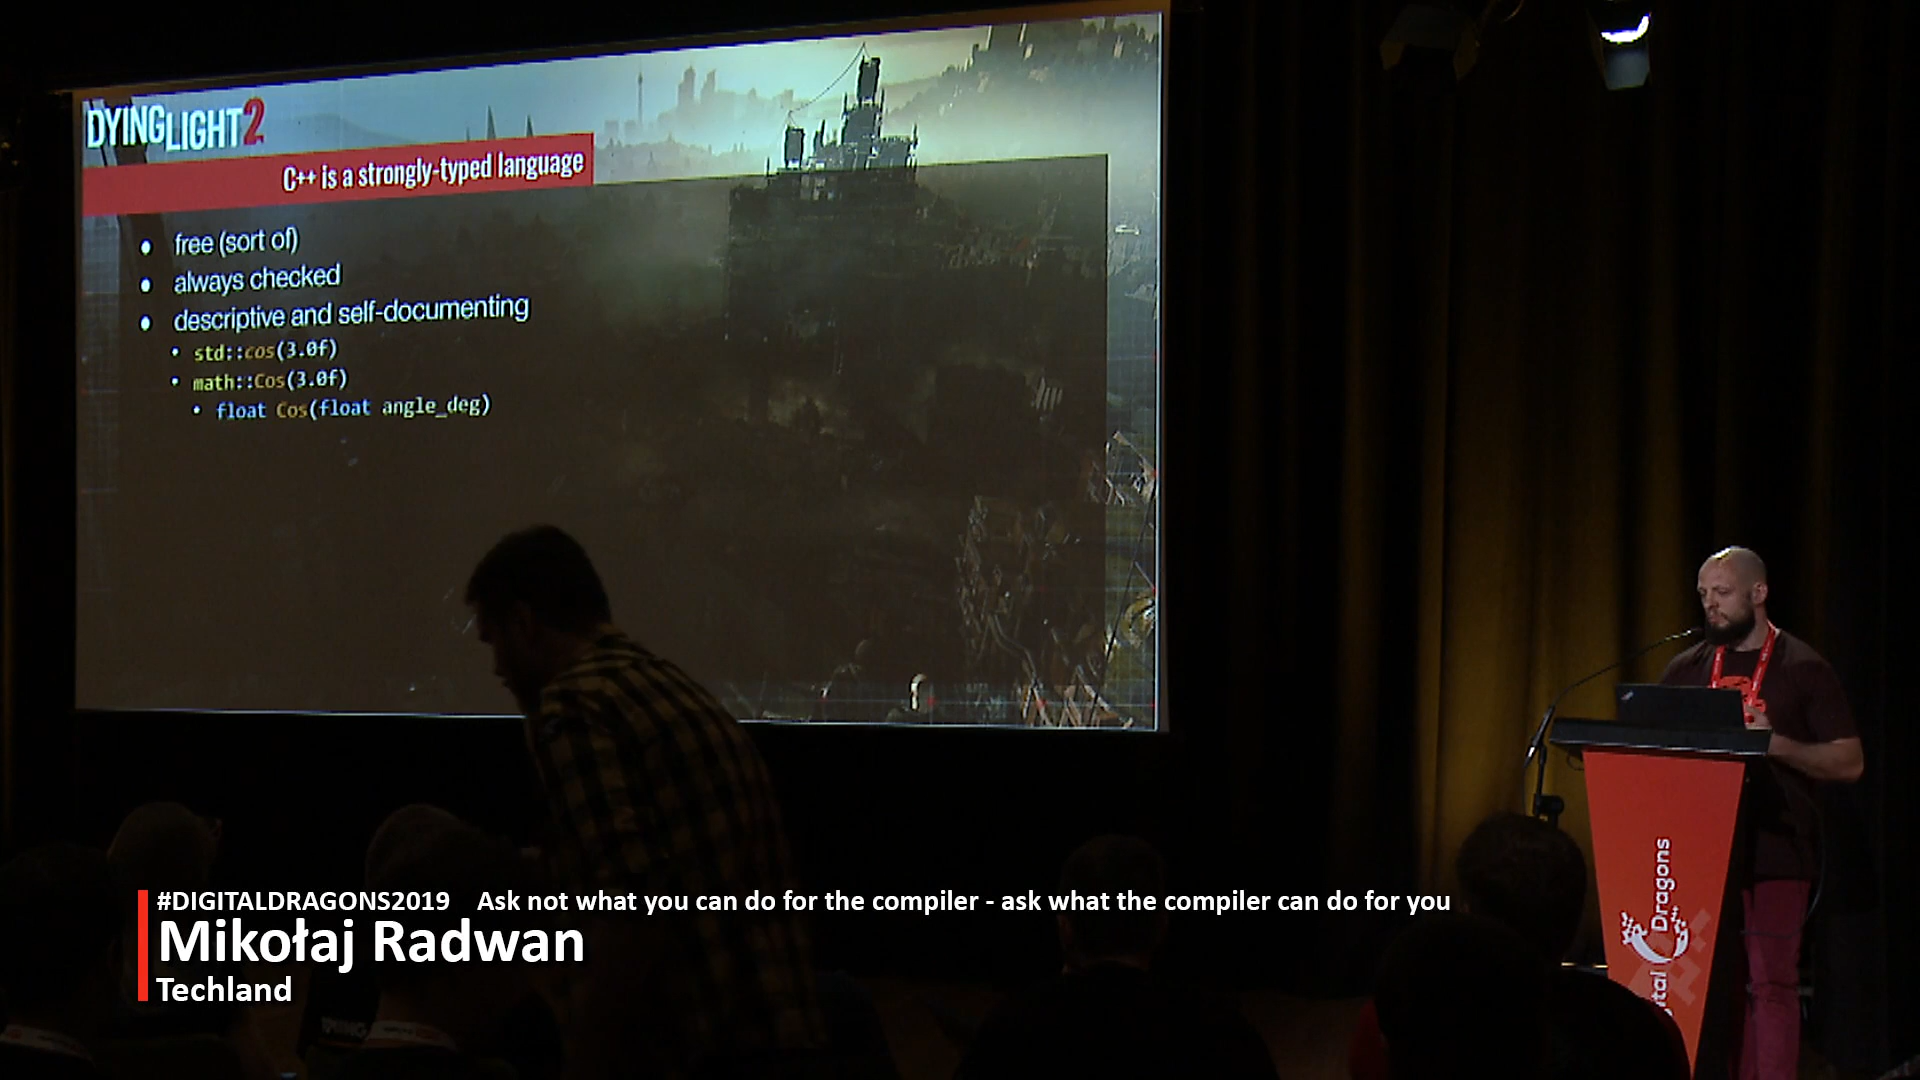 DYINGLIGHT2
C++ is a strongly-typed language
• free (sort of)
• always checked
• descriptive and self-documenting
• std::cos(3.0f)
• math::Cos(3.0f)
• float Cos(float angle_deg)
#DIGITALDRAGONS2019 Ask not what you can do for the compiler - ask what the compiler can do for you
Mikołaj Radwan
Techland
Dragons